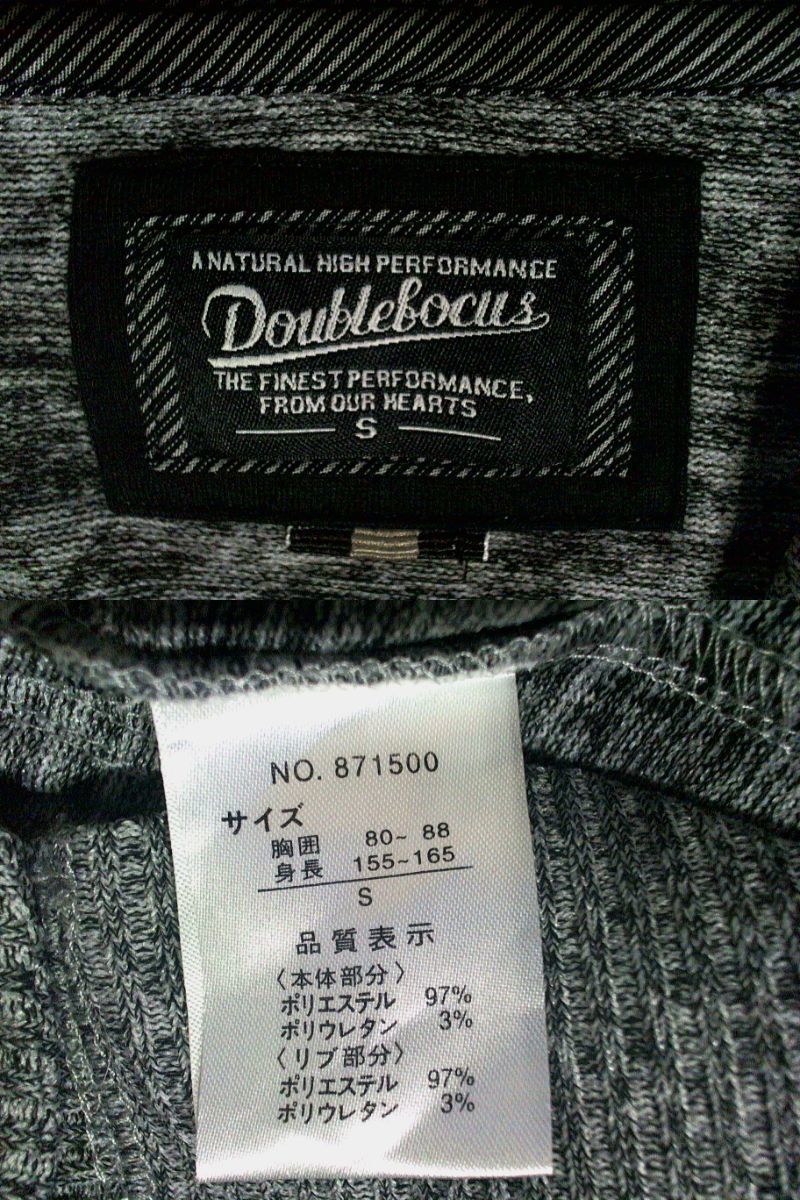 A NATURAL HIGH PERFORMANCE
Doublefocus
THE FINEST PERFORMANCE,
FROM OUR HEARTS
S
NO. 871500
サイズ
胸囲 80~ 88
身長 155~165
S
品質表示
〈本体部分〉
ポリエステル 97%
ポリウレタン 3%
〈リブ部分〉
ポリエステル 97%
ポリウレタン 3%